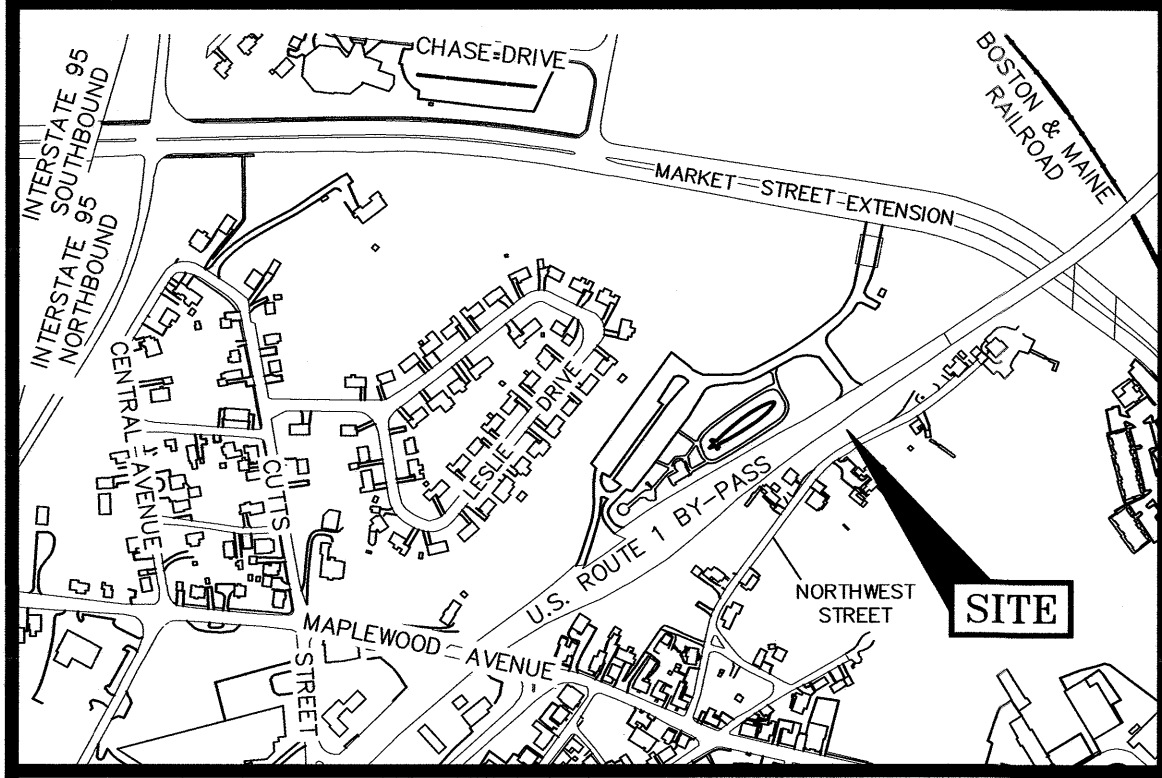 CHASE DRIVE
BOSTON & MAINE
RAILROAD
INTERSTATE 95
SOUTHBOUND
INTERSTATE 95
NORTHBOUND
MARKET STREET EXTENSION
CENTRAL AVENUE
CUTTS STREET
LESLIE DRIVE
U.S. ROUTE 1 BY-PASS
NORTHWEST
STREET
SITE
MAPLEWOOD AVENUE